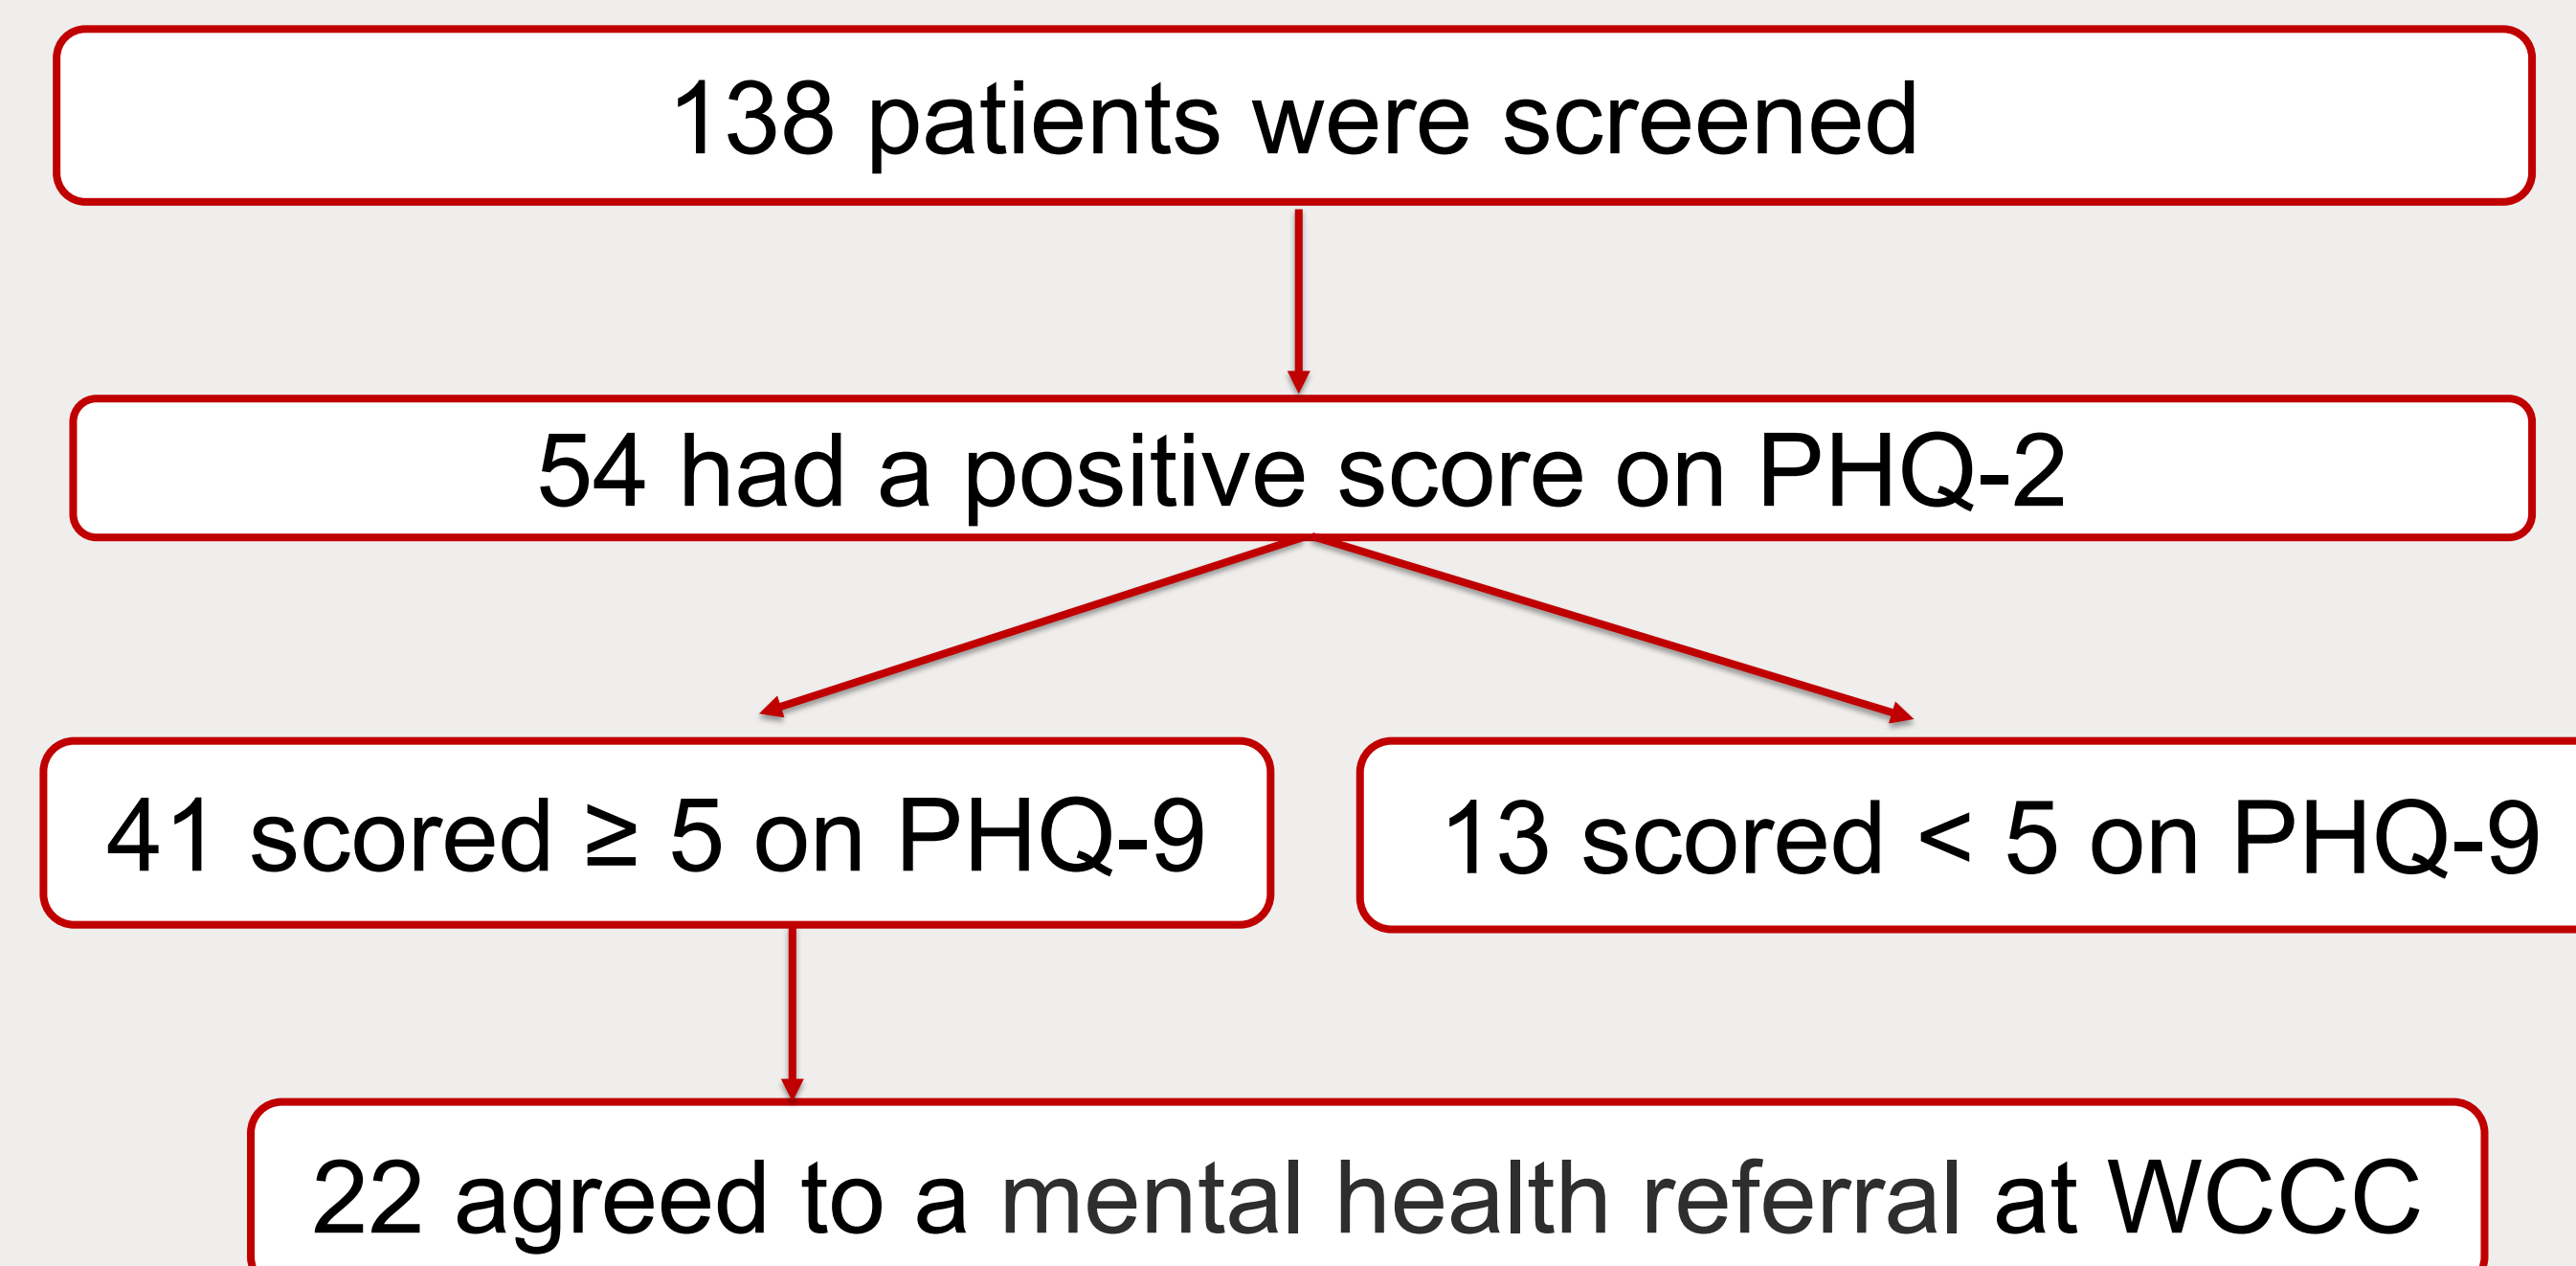 138 patients were screened
54 had a positive score on PHQ-2
41 scored ≥ 5 on PHQ-9
13 scored < 5 on PHQ-9
22 agreed to a mental health referral at WCCC